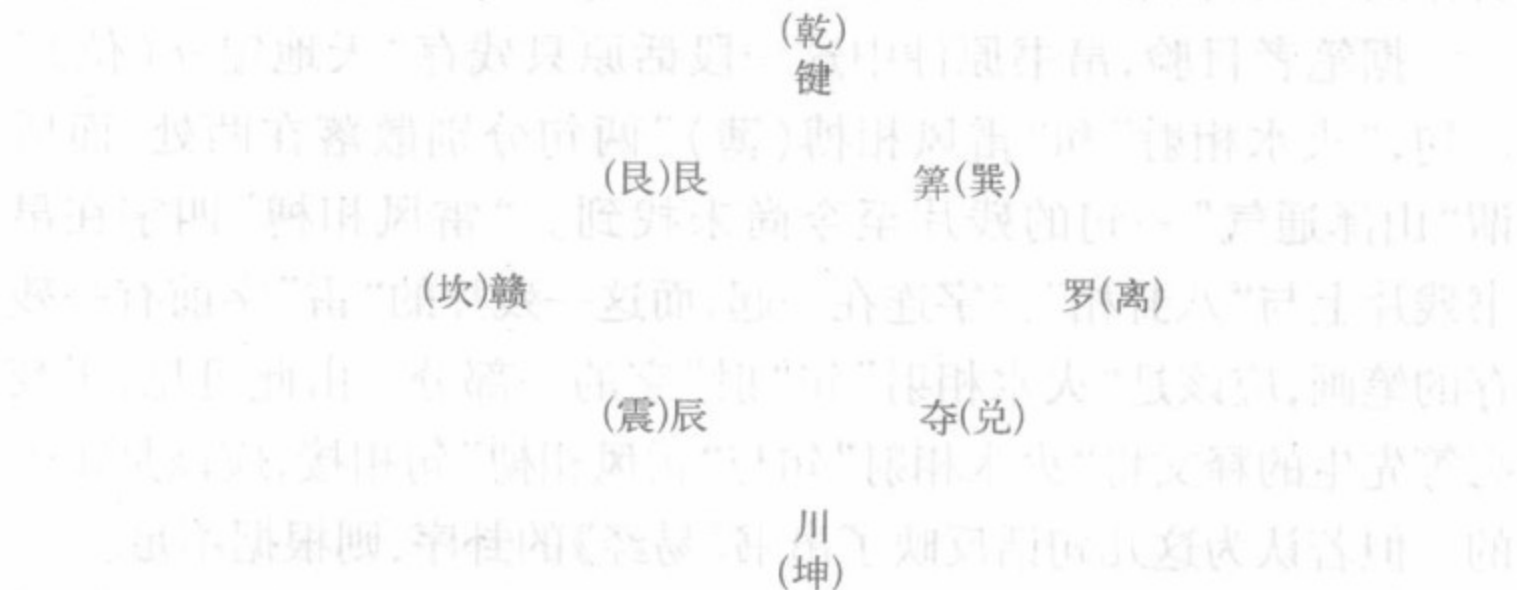 (乾)
键
(艮)艮 筭(巽)
(坎)赣 罗(离)
(震)辰 夺(兑)
川
(坤)